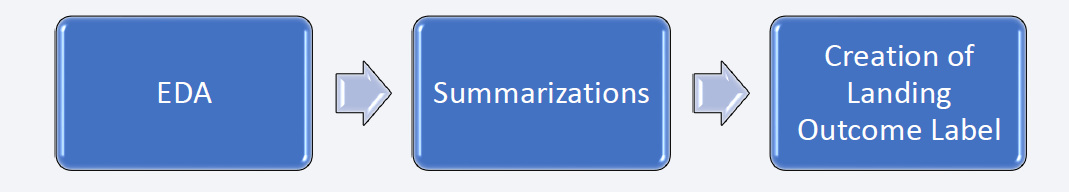 EDA
Summarizations
Creation of
Landing
Outcome Label